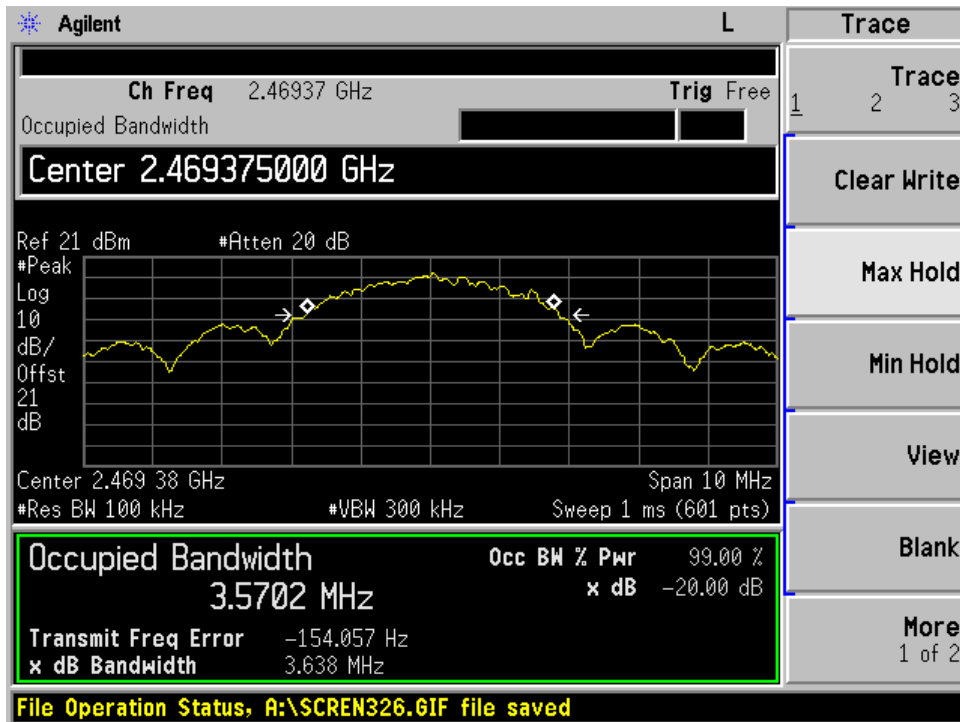 Agilent
L
Trace
Ch Freq 2.46937 GHz
Trig Free
Occupied Bandwidth
Center 2.469375000 GHz
Ref 21 dBm
#Atten 20 dB
#Peak
Log
10
dB/
Offst
21
dB
Center 2.469 38 GHz
Span 10 MHz
#Res BW 100 kHz
#VBW 300 kHz
Sweep 1 ms (601 pts)
Occupied Bandwidth
3.5702 MHz
Occ BW % Pwr 99.00 %
x dB -20.00 dB
Transmit Freq Error -154.057 Hz
x dB Bandwidth 3.638 MHz
File Operation Status, A:\SCREN326.GIF file saved
Trace
1 2 3
Clear Write
Max Hold
Min Hold
View
Blank
More
1 of 2